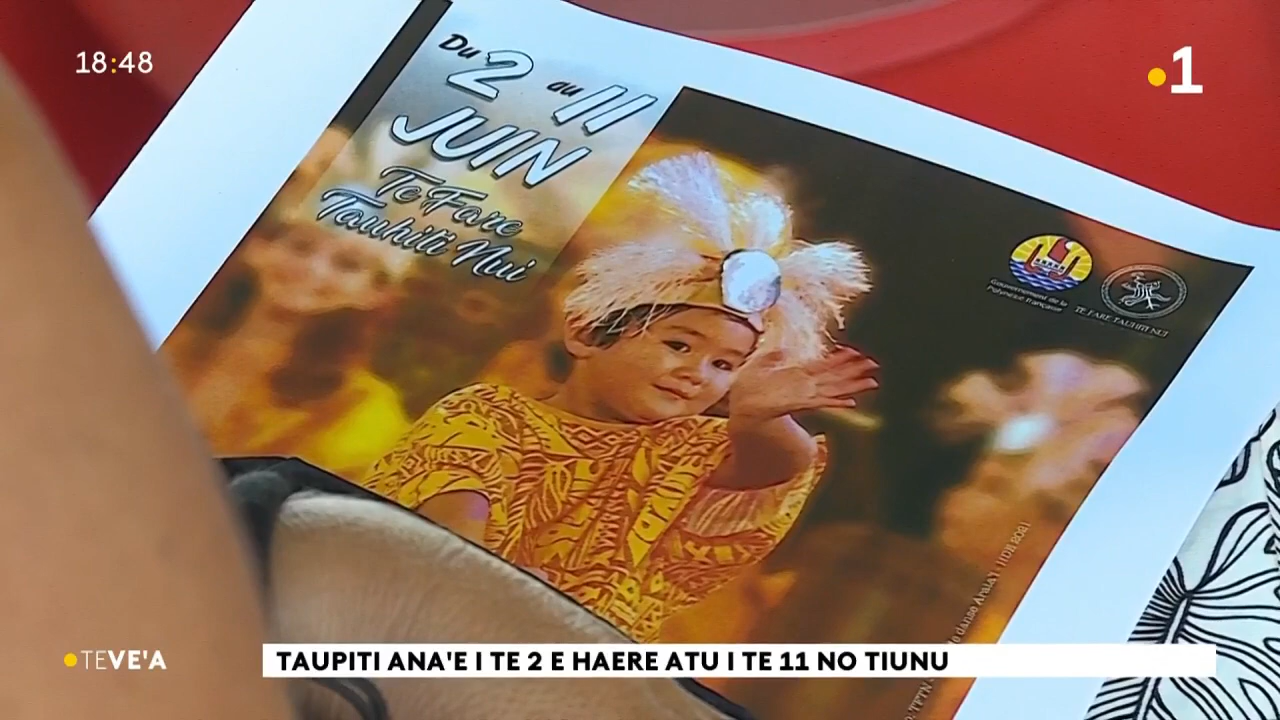 18:48
1
Du 2 au 11
JUIN
Te Fare
Tauhiti Nui
Gouvernement de la
Polynésie française
TE FARE TAUHITI NUI
TEVE'A
TAUPITI ANA'E I TE 2 E HAERE ATU I TE 11 NO TIUNU